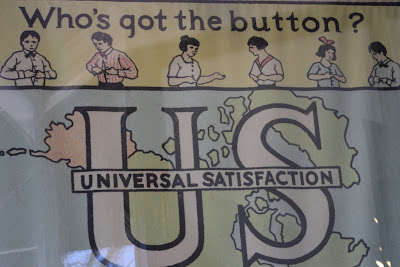 Who's got the button?
US
UNIVERSAL SATISFACTION